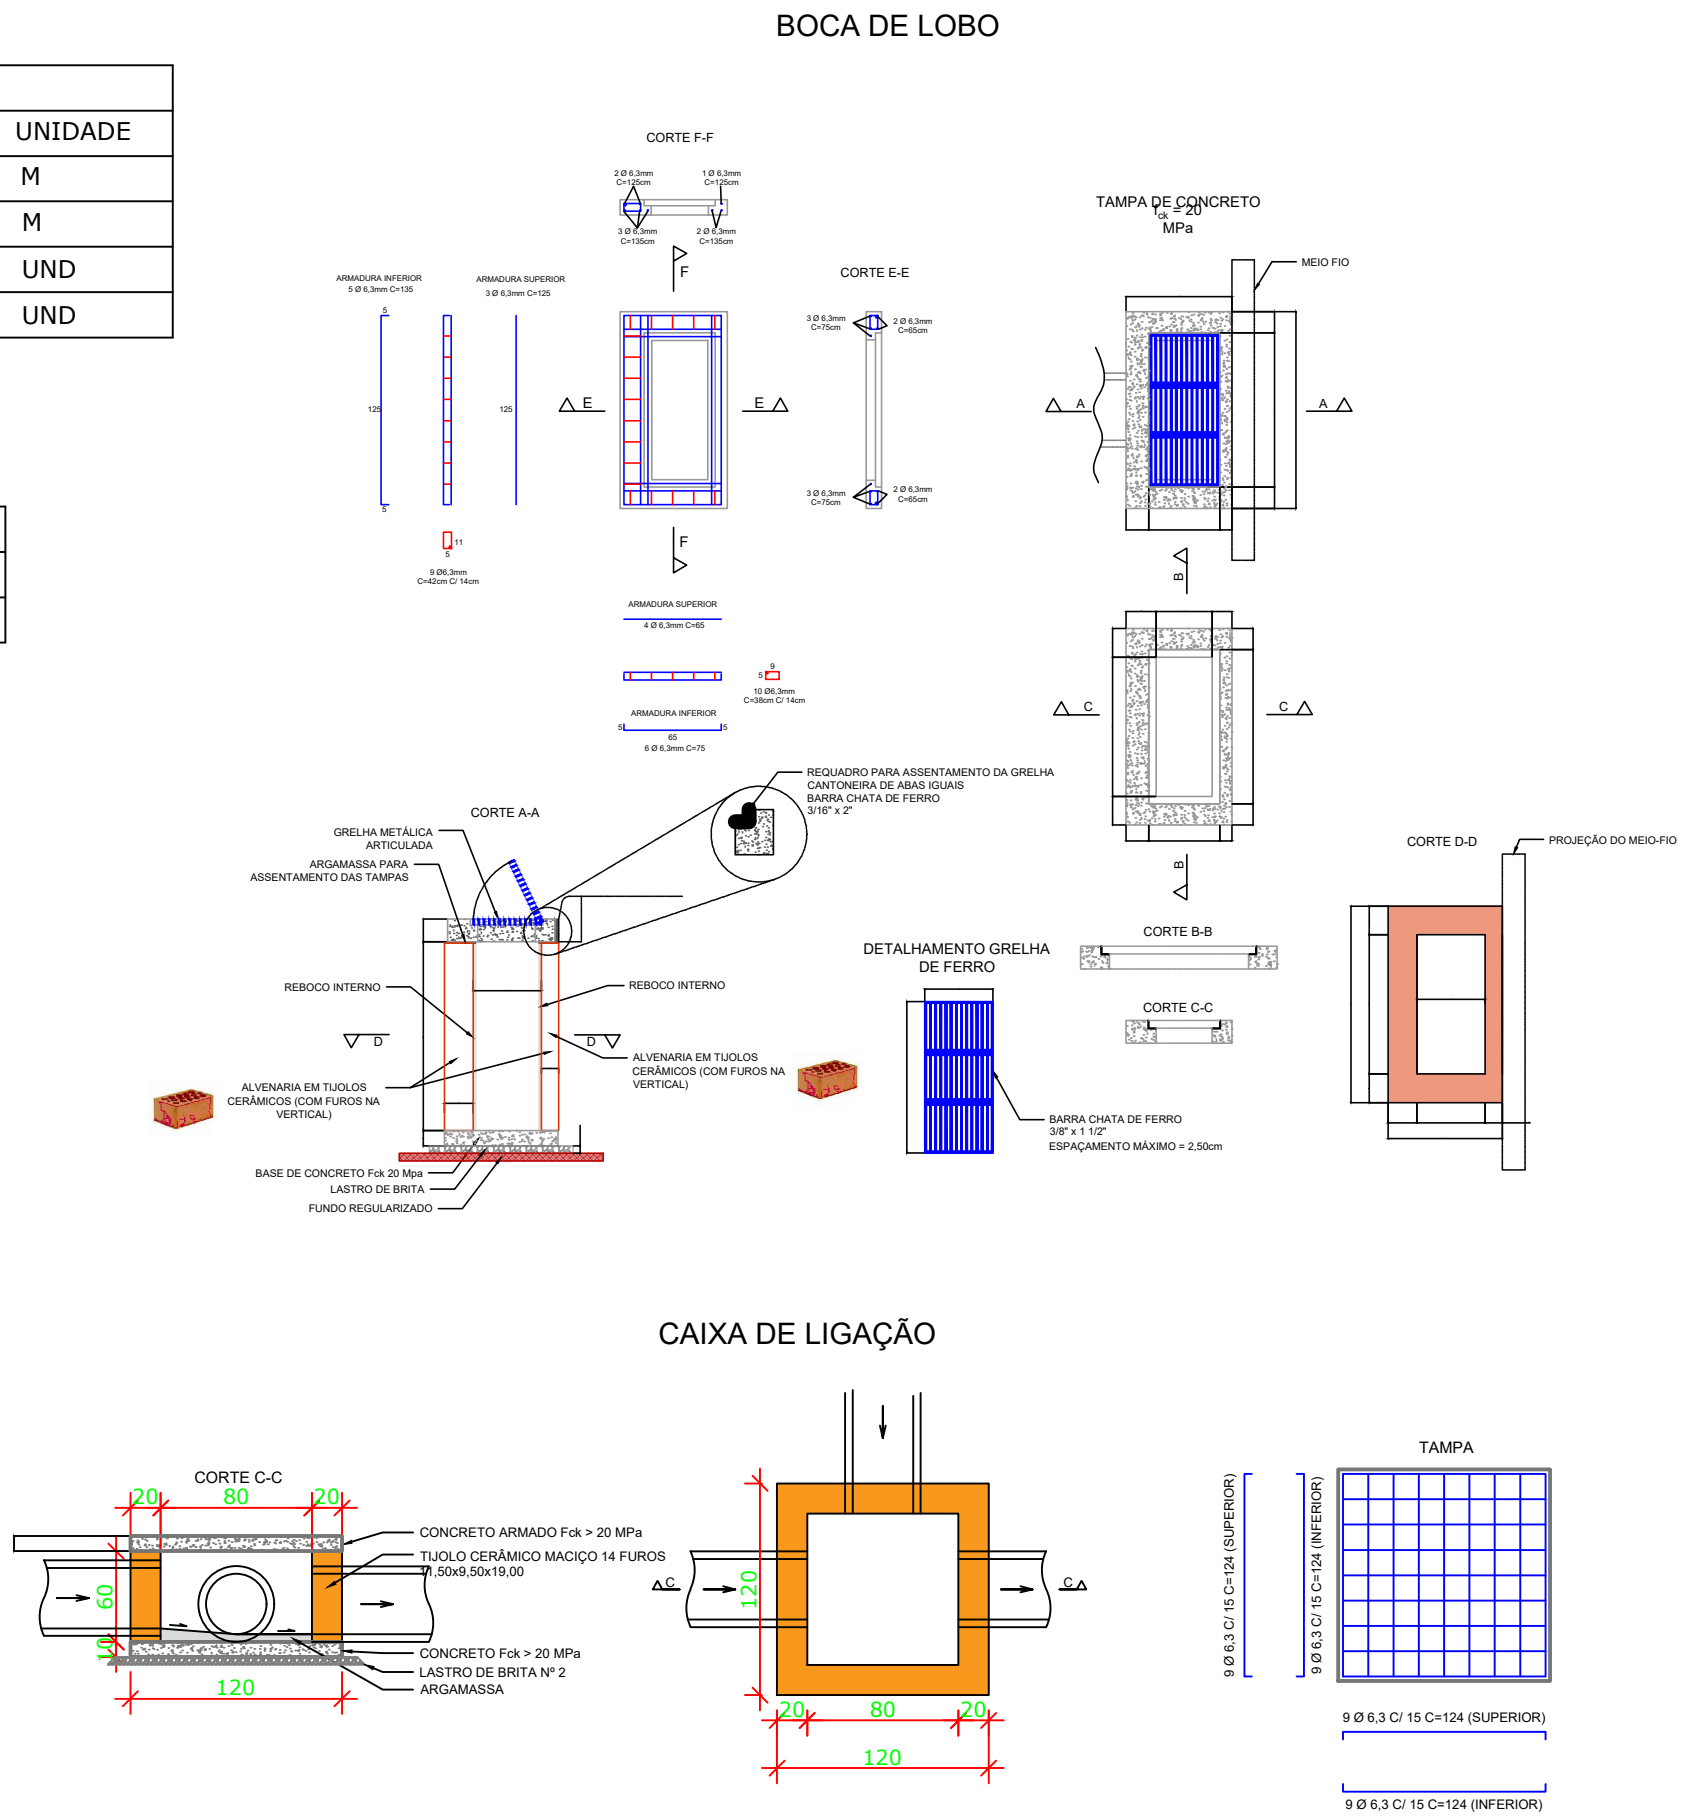 BOCA DE LOBO
UNIDADE
M
M
UND
UND
CORTE F-F
2 Ø 6,3mm
C=125cm
1 Ø 6,3mm
C=125cm
3 Ø 6,3mm
C=135cm
2 Ø 6,3mm
C=135cm
F
ARMADURA INFERIOR
5 Ø 6,3mm C=135
ARMADURA SUPERIOR
3 Ø 6,3mm C=125
5
125
5
125
11
5
9 Ø6,3mm
C=42cm C/ 14cm
E
E
F
CORTE E-E
3 Ø 6,3mm
C=75cm
2 Ø 6,3mm
C=65cm
3 Ø 6,3mm
C=75cm
2 Ø 6,3mm
C=65cm
TAMPA DE CONCRETO
fck = 20
MPa
MEIO FIO
A
A
B
ARMADURA SUPERIOR
4 Ø 6,3mm C=65
9
5
10 Ø6,3mm
C=38cm C/ 14cm
ARMADURA INFERIOR
5
5
65
6 Ø 6,3mm C=75
C
C
B
REQUADRO PARA ASSENTAMENTO DA GRELHA
CANTONEIRA DE ABAS IGUAIS
BARRA CHATA DE FERRO
3/16" x 2"
CORTE A-A
GRELHA METÁLICA
ARTICULADA
ARGAMASSA PARA
ASSENTAMENTO DAS TAMPAS
REBOCO INTERNO
REBOCO INTERNO
D
D
ALVENARIA EM TIJOLOS
CERÂMICOS (COM FUROS NA
VERTICAL)
ALVENARIA EM TIJOLOS
CERÂMICOS (COM FUROS NA
VERTICAL)
BASE DE CONCRETO Fck 20 Mpa
LASTRO DE BRITA
FUNDO REGULARIZADO
DETALHAMENTO GRELHA
DE FERRO
BARRA CHATA DE FERRO
3/8" x 1 1/2"
ESPAÇAMENTO MÁXIMO = 2,50cm
CORTE B-B
CORTE C-C
CORTE D-D
PROJEÇÃO DO MEIO-FIO
CAIXA DE LIGAÇÃO
CORTE C-C
20
80
20
60
10
120
CONCRETO ARMADO Fck > 20 MPa
TIJOLO CERÂMICO MACIÇO 14 FUROS
11,50x9,50x19,00
CONCRETO Fck > 20 MPa
LASTRO DE BRITA Nº 2
ARGAMASSA
C
C
120
20
80
20
120
TAMPA
9 Ø 6,3 C/ 15 C=124 (SUPERIOR)
9 Ø 6,3 C/ 15 C=124 (INFERIOR)
9 Ø 6,3 C/ 15 C=124 (SUPERIOR)
9 Ø 6,3 C/ 15 C=124 (INFERIOR)